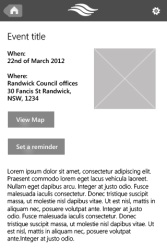 Event title
When:
22nd of March 2012
Where:
Randwick Council offices
30 Fancis St Randwick,
NSW, 1234
View Map
Set a reminder
Lorem ipsum dolor sit amet, consectetur adipiscing elit.
Praesent commodo lorem eget lacus vehicula laoreet.
Nullam eget dapibus arcu. Integer at justo odio. Fusce
malesuada iaculis consectetur. Donec tristique suscipit
massa, ut molestie nisl dapibus vitae. Ut est nisl, mattis in
aliquam nec, posuere volutpat ante. Integer at justo
odio. Fusce malesuada iaculis consectetur. Donec
tristique suscipit massa, ut molestie nisl dapibus vitae. Ut
est nisl, mattis in aliquam nec, posuere volutpat
ante.Integer at justo odio.